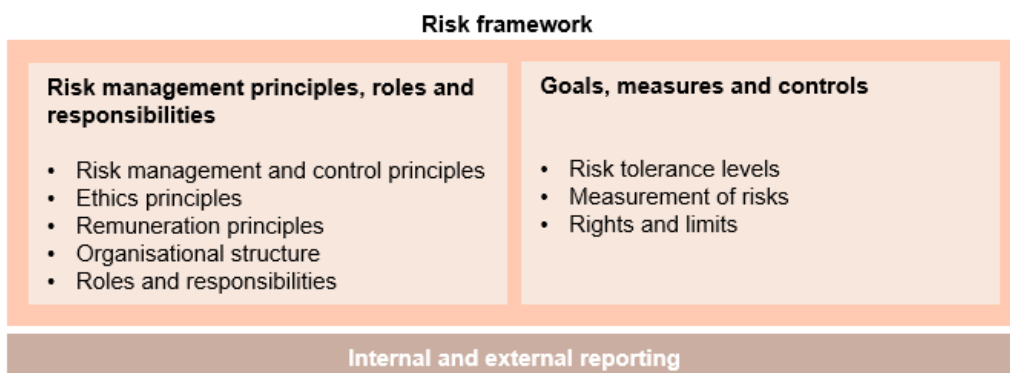 Risk framework
Risk management principles, roles and
responsibilities
• Risk management and control principles
• Ethics principles
• Remuneration principles
• Organisational structure
• Roles and responsibilities
Goals, measures and controls
• Risk tolerance levels
• Measurement of risks
• Rights and limits
Internal and external reporting